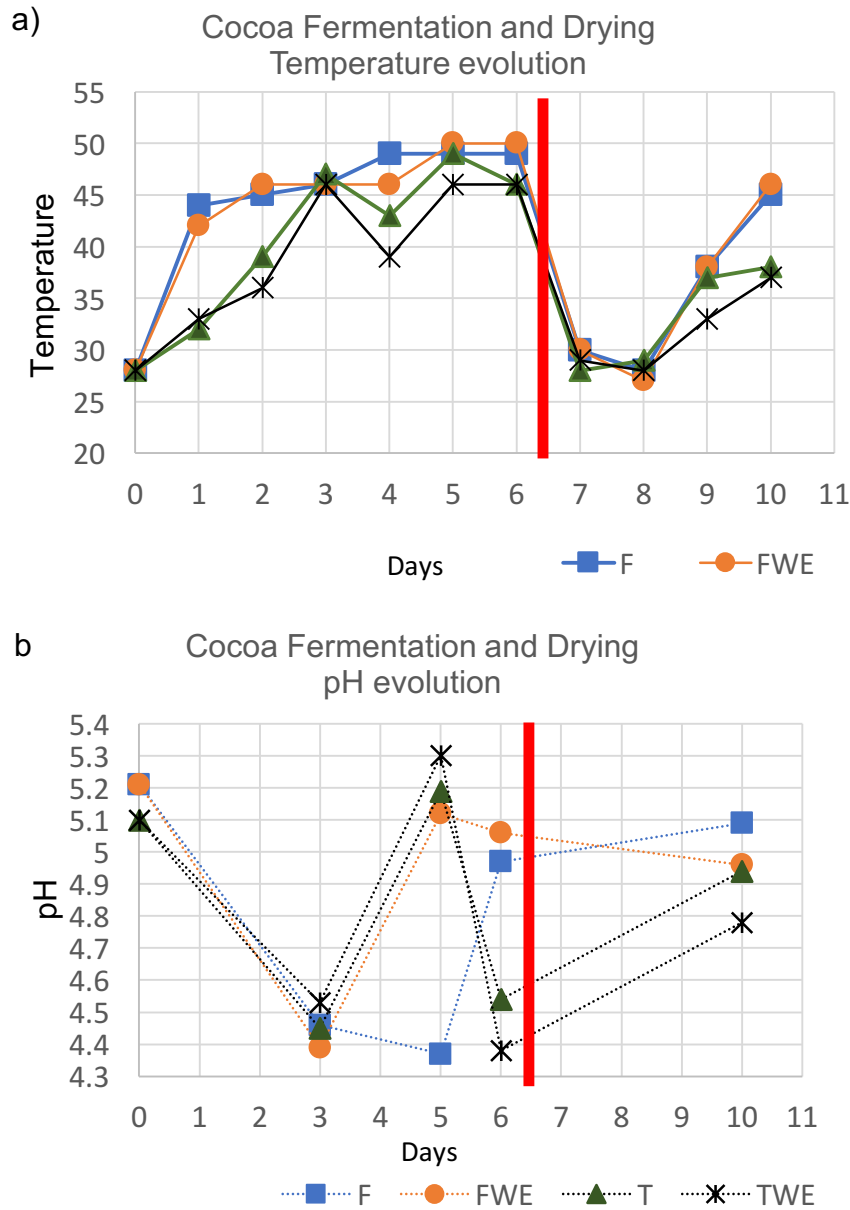 a)
Cocoa Fermentation and Drying
Temperature evolution
55
50
45
40
35
30
25
20
Temperature
0 1 2 3 4 5 6 7 8 9 10 11
Days
F FWE
b
Cocoa Fermentation and Drying
pH evolution
5.4
5.3
5.2
5.1
5
4.9
4.8
4.7
4.6
4.5
4.4
4.3
pH
0 1 2 3 4 5 6 7 8 9 10 11
Days
F FWE T TWE